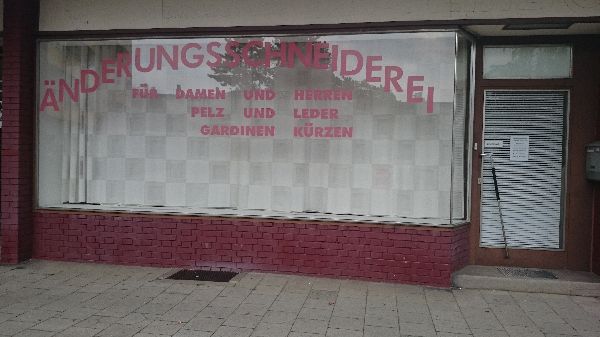 ÄNDERUNGSSCHNEIDEREI
FÜR DAMEN UND HERREN
PELZ UND LEDER
GARDINEN KÜRZEN